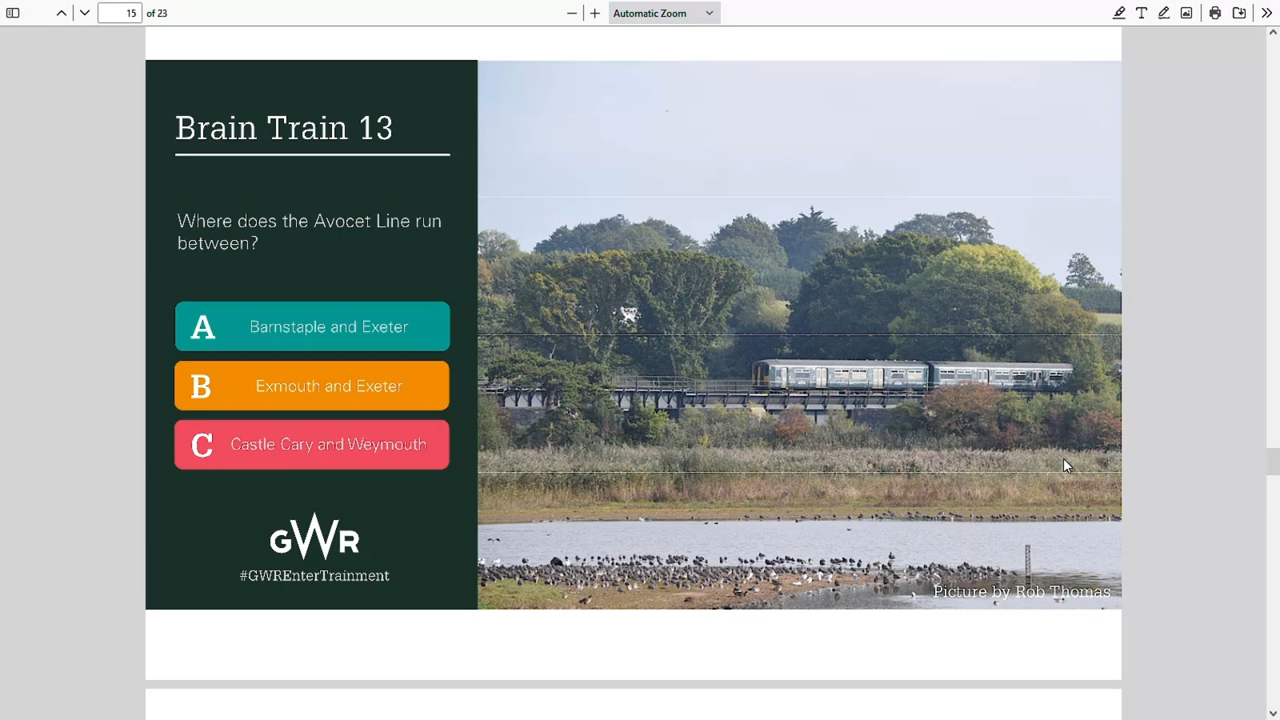 15 of 23
Automatic Zoom
Brain Train 13
Where does the Avocet Line run
between?
A Barnstaple and Exeter
B Exmouth and Exeter
C Castle Cary and Weymouth
GWR
#GWREnterTrainment
Picture by Rob Thomas